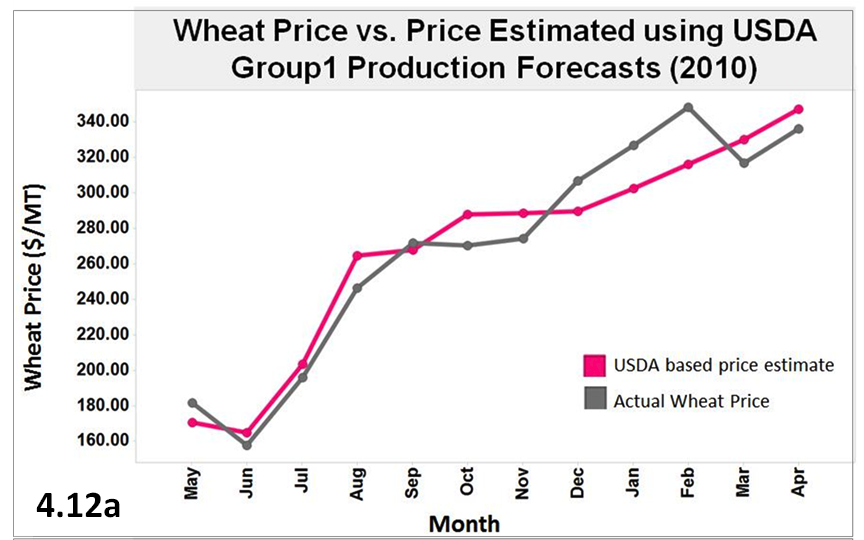 Wheat Price vs. Price Estimated using USDA
Group1 Production Forecasts (2010)
Wheat Price ($/MT)
340.00
320.00
300.00
280.00
260.00
240.00
220.00
200.00
180.00
160.00
USDA based price estimate
Actual Wheat Price
May
Jun
Jul
Aug
Sep
Oct
Nov
Dec
Jan
Feb
Mar
Apr
4.12a
Month